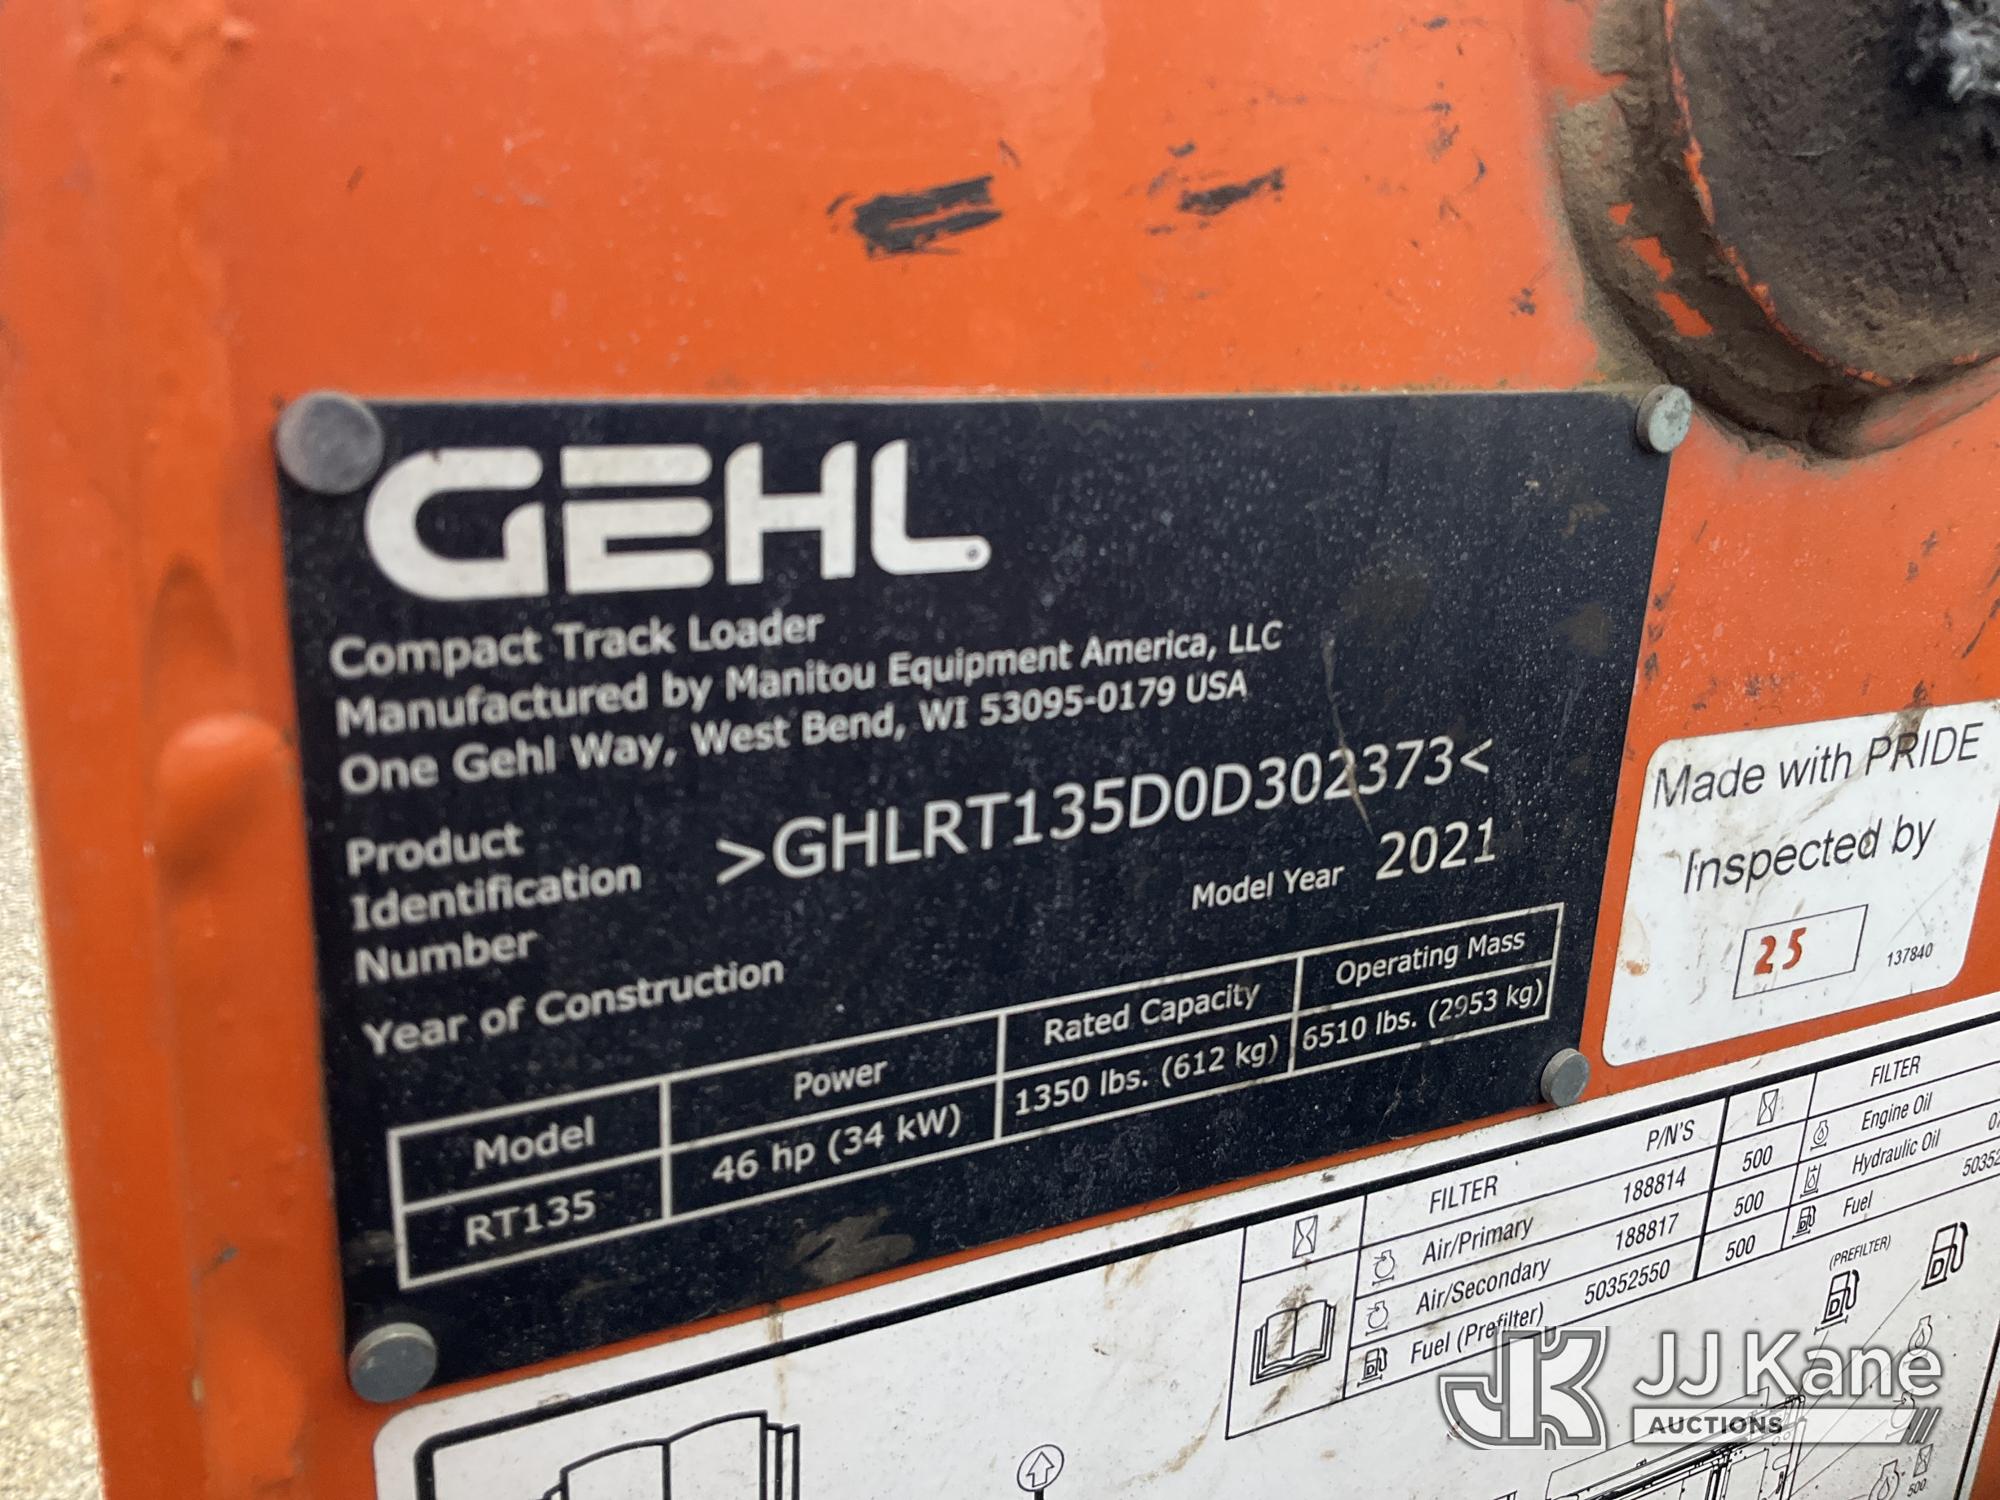 GEHL
Compact Track Loader
Manufactured by Manitou Equipment America, LLC
One Gehl Way, West Bend, WI 53095-0179 USA
Product
Identification
Number
>GHLRT135D0D302373<
Model Year 2021
Year of Construction
Model Power Rated Capacity Operating Mass
RT135 46 hp (34 kW) 1350 lbs. (612 kg) 6510 lbs. (2953 kg)
Made with PRIDE
Inspected by
25
137840
FILTER P/N'S FILTER
Air/Primary 188814 500 Engine Oil
Air/Secondary 188817 500 Hydraulic Oil
Fuel (Prefilter) 50352550 500 Fuel
(PREFILTER)
JK JJ Kane
AUCTIONS
500